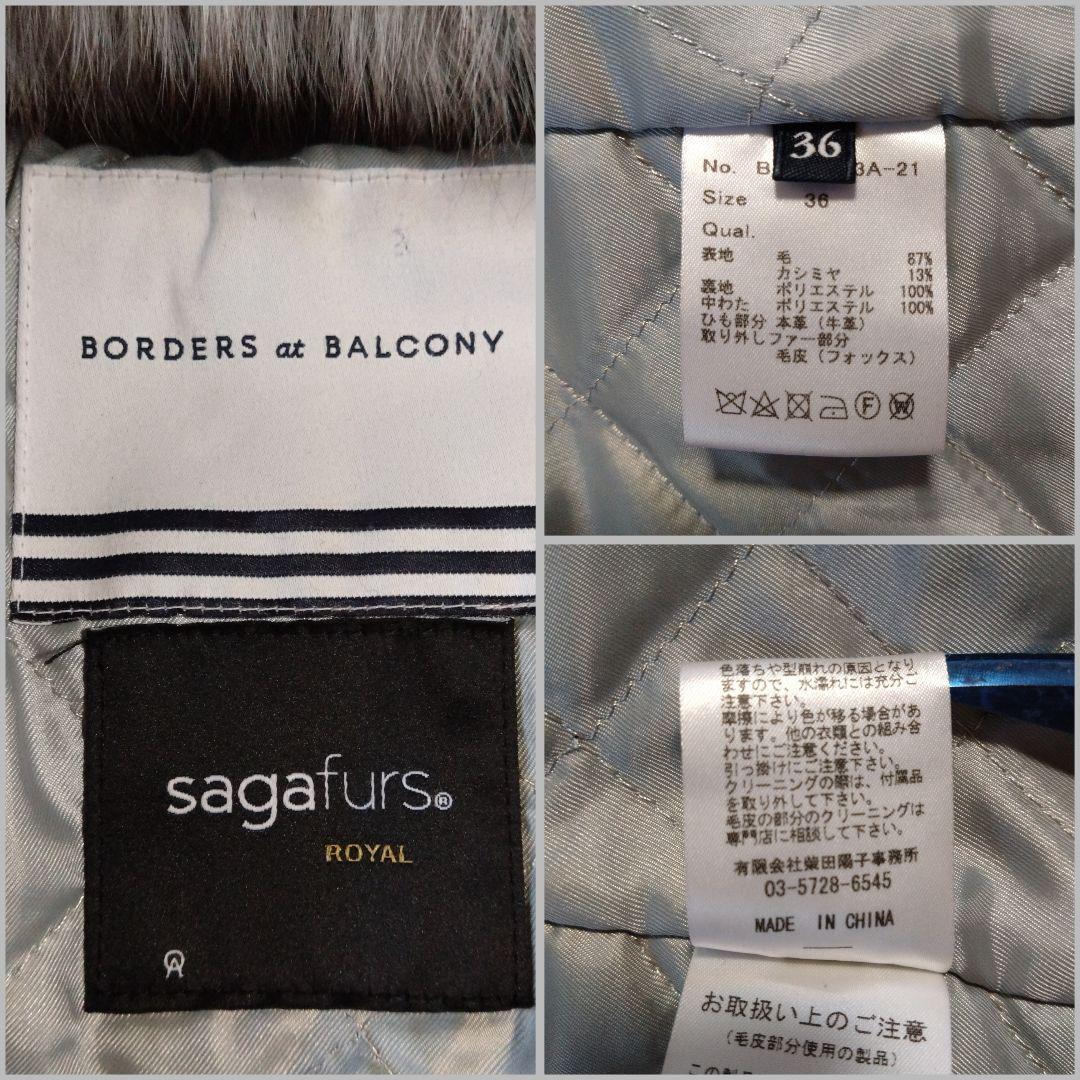 BORDERS at BALCONY
sagafurs®
ROYAL
36
No. B 3A-21
Size 36
Qual.
表地 毛 87%
カシミヤ 13%
裏地 ポリエステル 100%
中わた ポリエステル 100%
ひも部分 本革（牛革）
取り外しファー部分
毛皮（フォックス）
F
W
色落ちや型崩れの原因となり
ますので、水濡れには充分ご
注意下さい。
摩擦により色が移る場合があ
ります。他の衣類との組み合
わせにご注意ください。
引っ掛けにご注意下さい。
クリーニングの際は、付属品
を取り外して下さい。
毛皮の部分のクリーニングは
専門店に相談して下さい。
有限会社柴田陽子事務所
03-5728-6545
MADE IN CHINA
お取扱い上のご注意
（毛皮部分使用の製品）
この製品